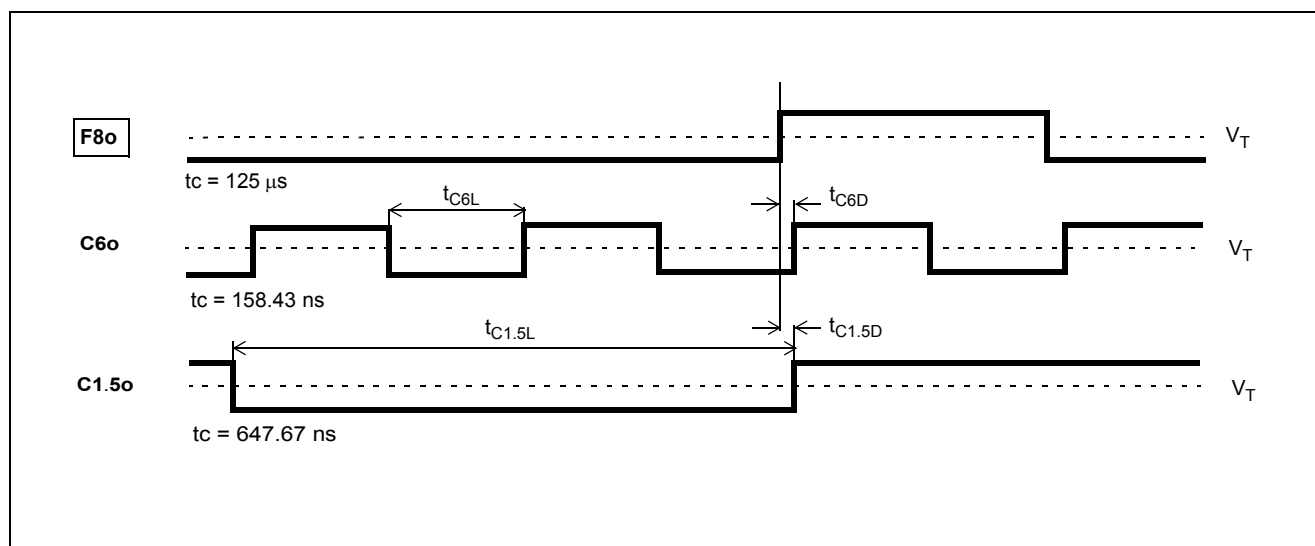 F8o
V_T
tc = 125 μs
t_C6L
t_C6D
C6o
V_T
tc = 158.43 ns
t_C1.5L
t_C1.5D
C1.5o
V_T
tc = 647.67 ns